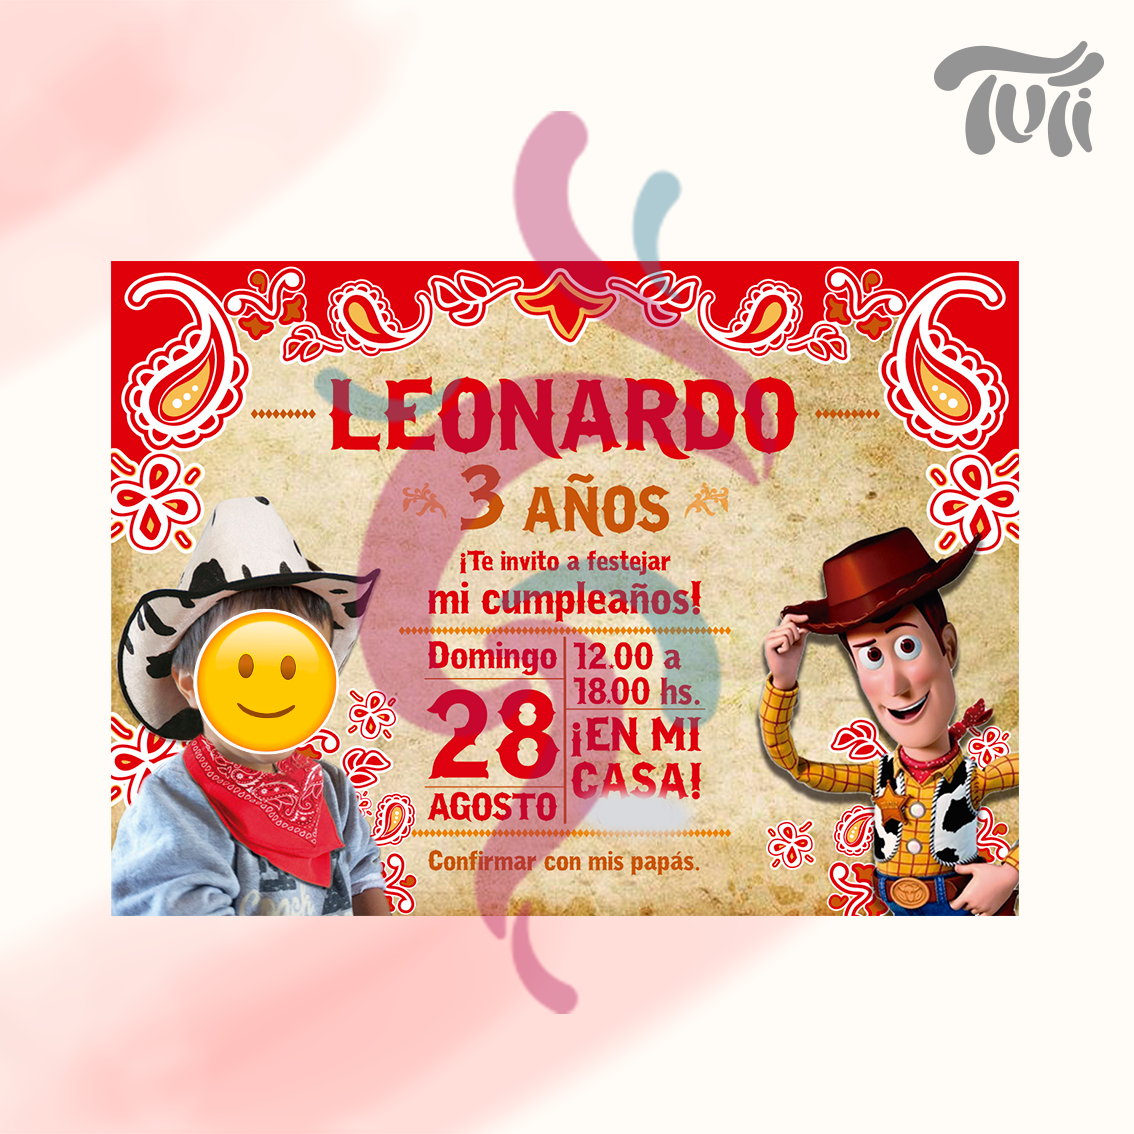 TUTi
LEONARDO
3 AÑOS
¡Te invito a festejar
mi cumpleaños!
Domingo
28
AGOSTO
12.00 a
18.00 hs.
¡EN MI
CASA!
Confirmar con mis papás.